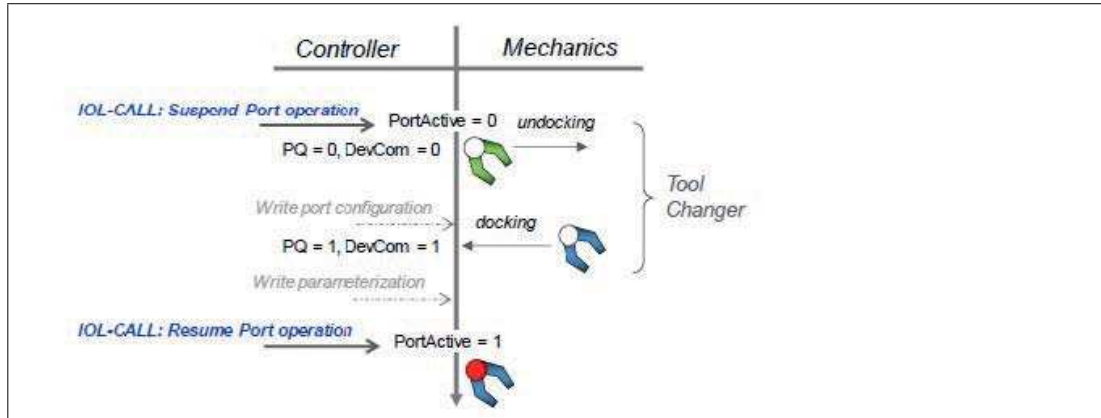 Controller Mechanics
IOL-CALL: Suspend Port operation
PortActive = 0 undocking
PQ = 0, DevCom = 0
Tool
Changer
Write port configuration
docking
PQ = 1, DevCom = 1
Write parameterization
IOL-CALL: Resume Port operation
PortActive = 1